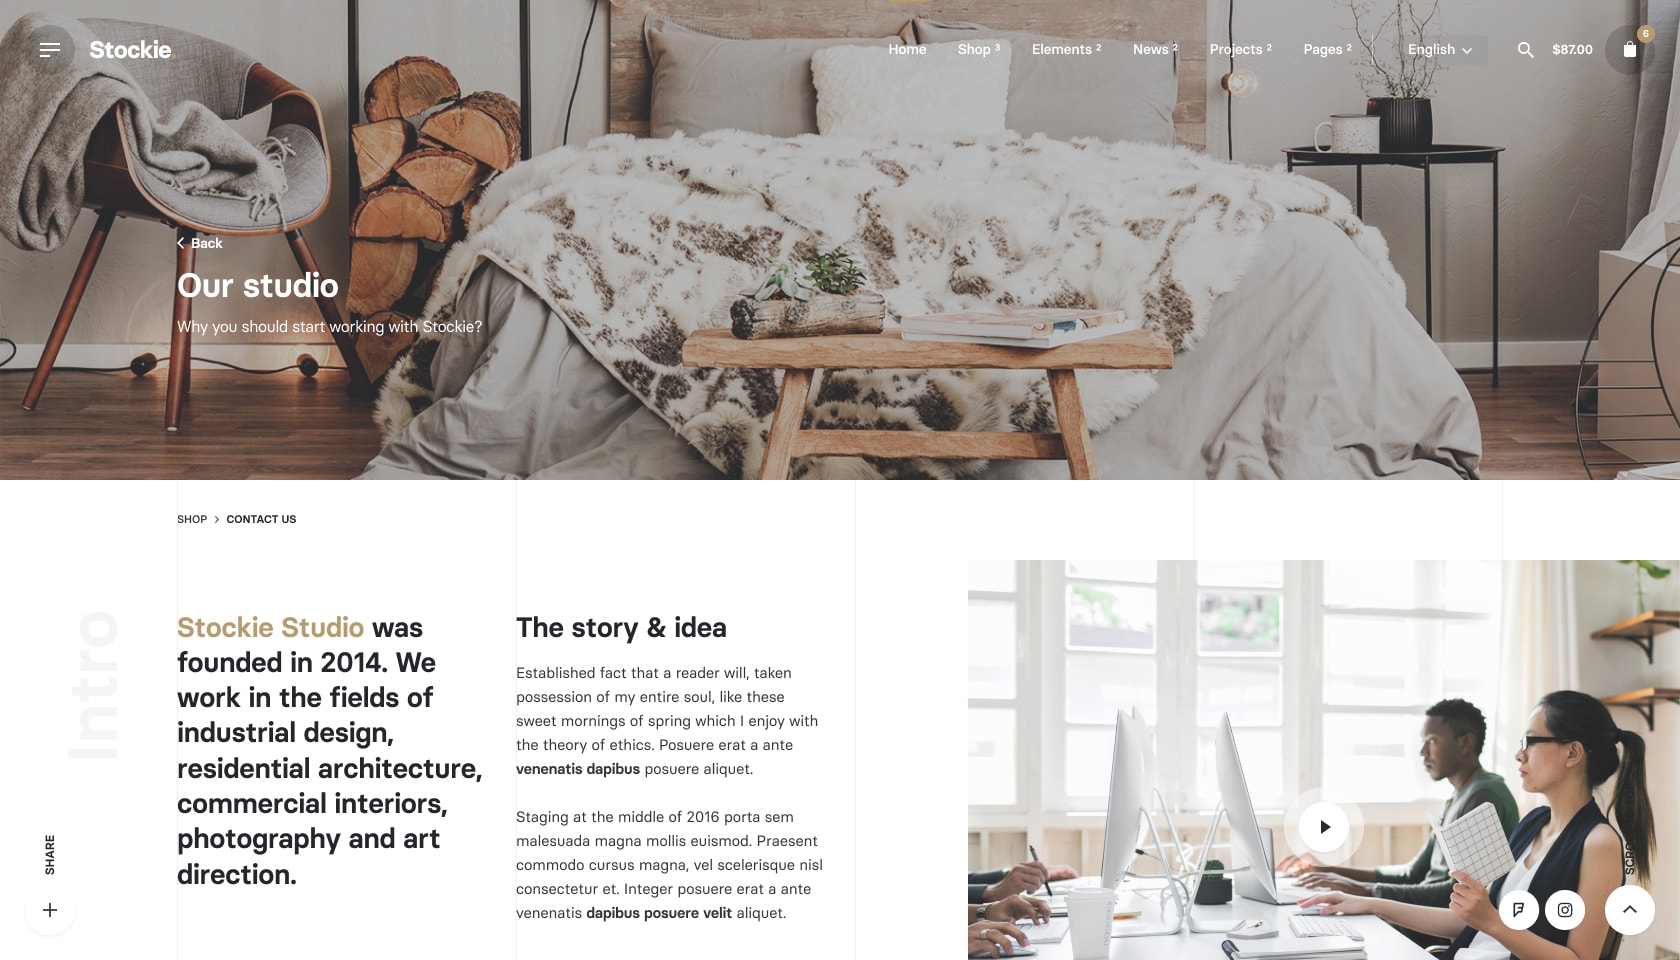 Stockie.
Home Shop 3 Elements 2 News 2 Projects 2 Pages 2 English $87.00 6
Back
Our studio
Why you should start working with Stockie?
SHOP > CONTACT US
Intro
Stockie Studio was
founded in 2014. We
work in the fields of
industrial design,
residential architecture,
commercial interiors,
photography and art
direction.
The story & idea
Established fact that a reader will, taken
possession of my entire soul, like these
sweet mornings of spring which I enjoy with
the theory of ethics. Posuere erat a ante
venenatis dapibus posuere aliquet.
Staging at the middle of 2016 porta sem
malesuada magna mollis euismod. Praesent
commodo cursus magna, vel scelerisque nisl
consectetur et. Integer posuere erat a ante
venenatis dapibus posuere velit aliquet.
SHARE